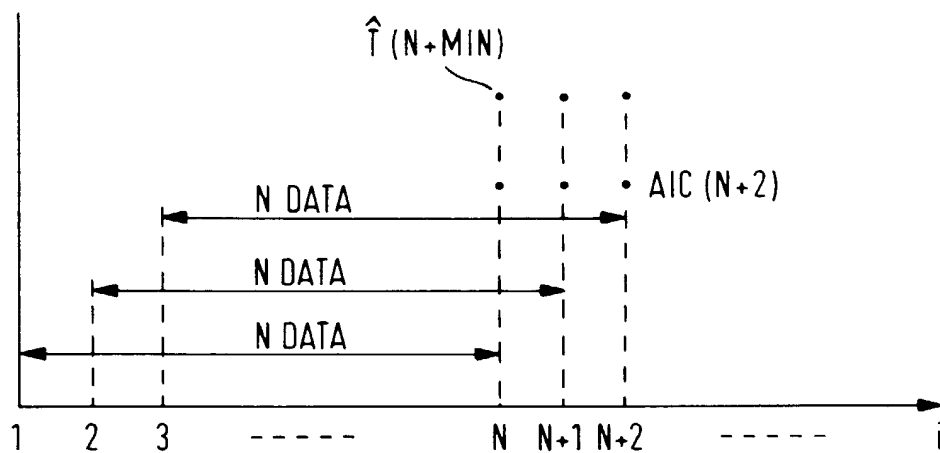 T̂ (N+MIN)
AIC (N+2)
N DATA
N DATA
N DATA
1 2 3 ----- N N+1 N+2 ----- i